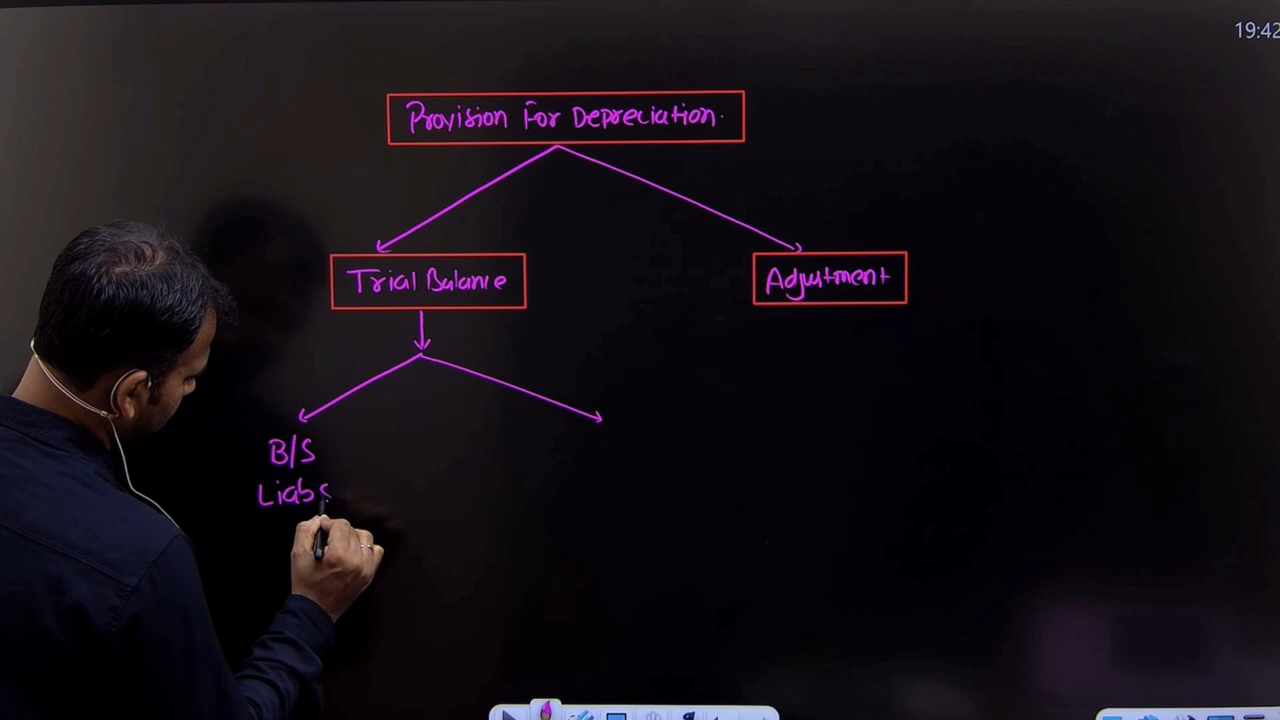 19:42
Provision For Depreciation.
Trial Balance
Adjustment
B/S
Liabs